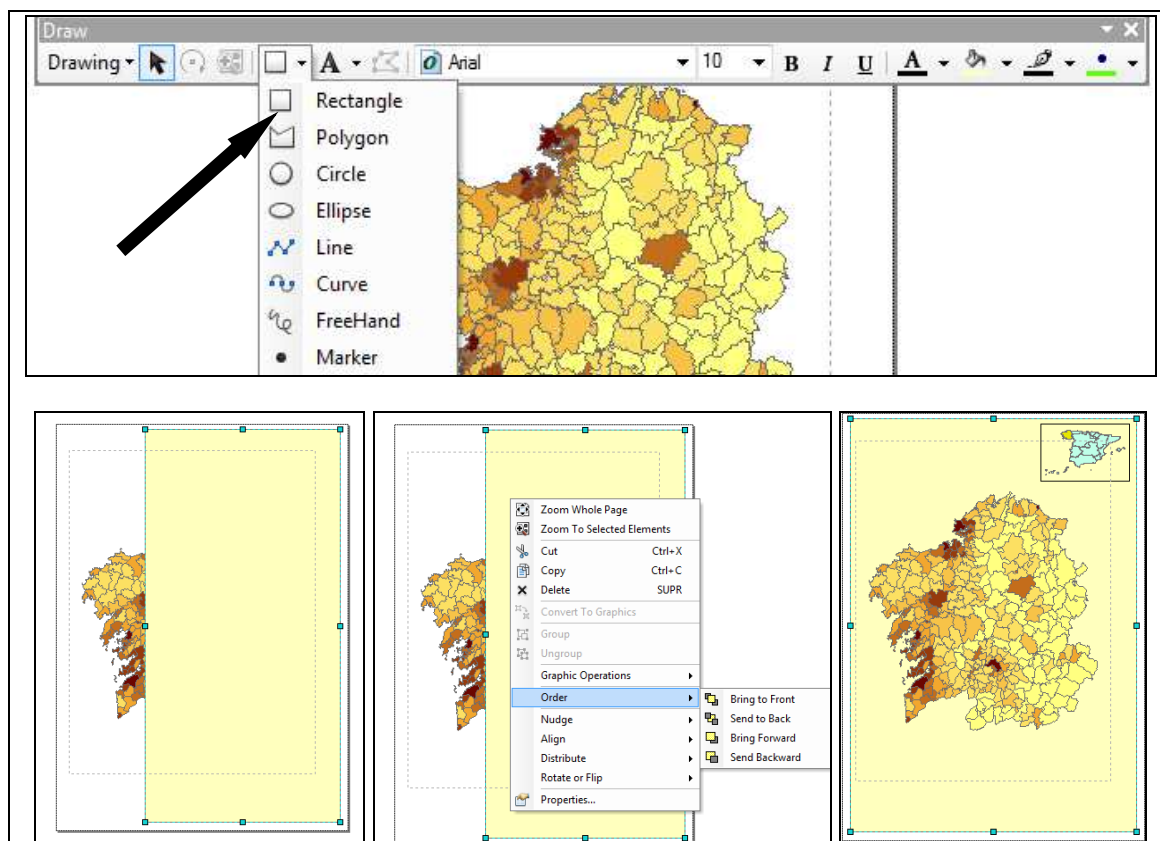 Draw
Drawing A Arial 10 B I U A
Rectangle
Polygon
Circle
Ellipse
Line
Curve
FreeHand
Marker
Zoom Whole Page
Zoom To Selected Elements
Cut Ctrl+X
Copy Ctrl+C
Delete SUPR
Convert To Graphics
Group
Ungroup
Graphic Operations
Order
Nudge
Align
Distribute
Rotate or Flip
Properties...
Bring to Front
Send to Back
Bring Forward
Send Backward